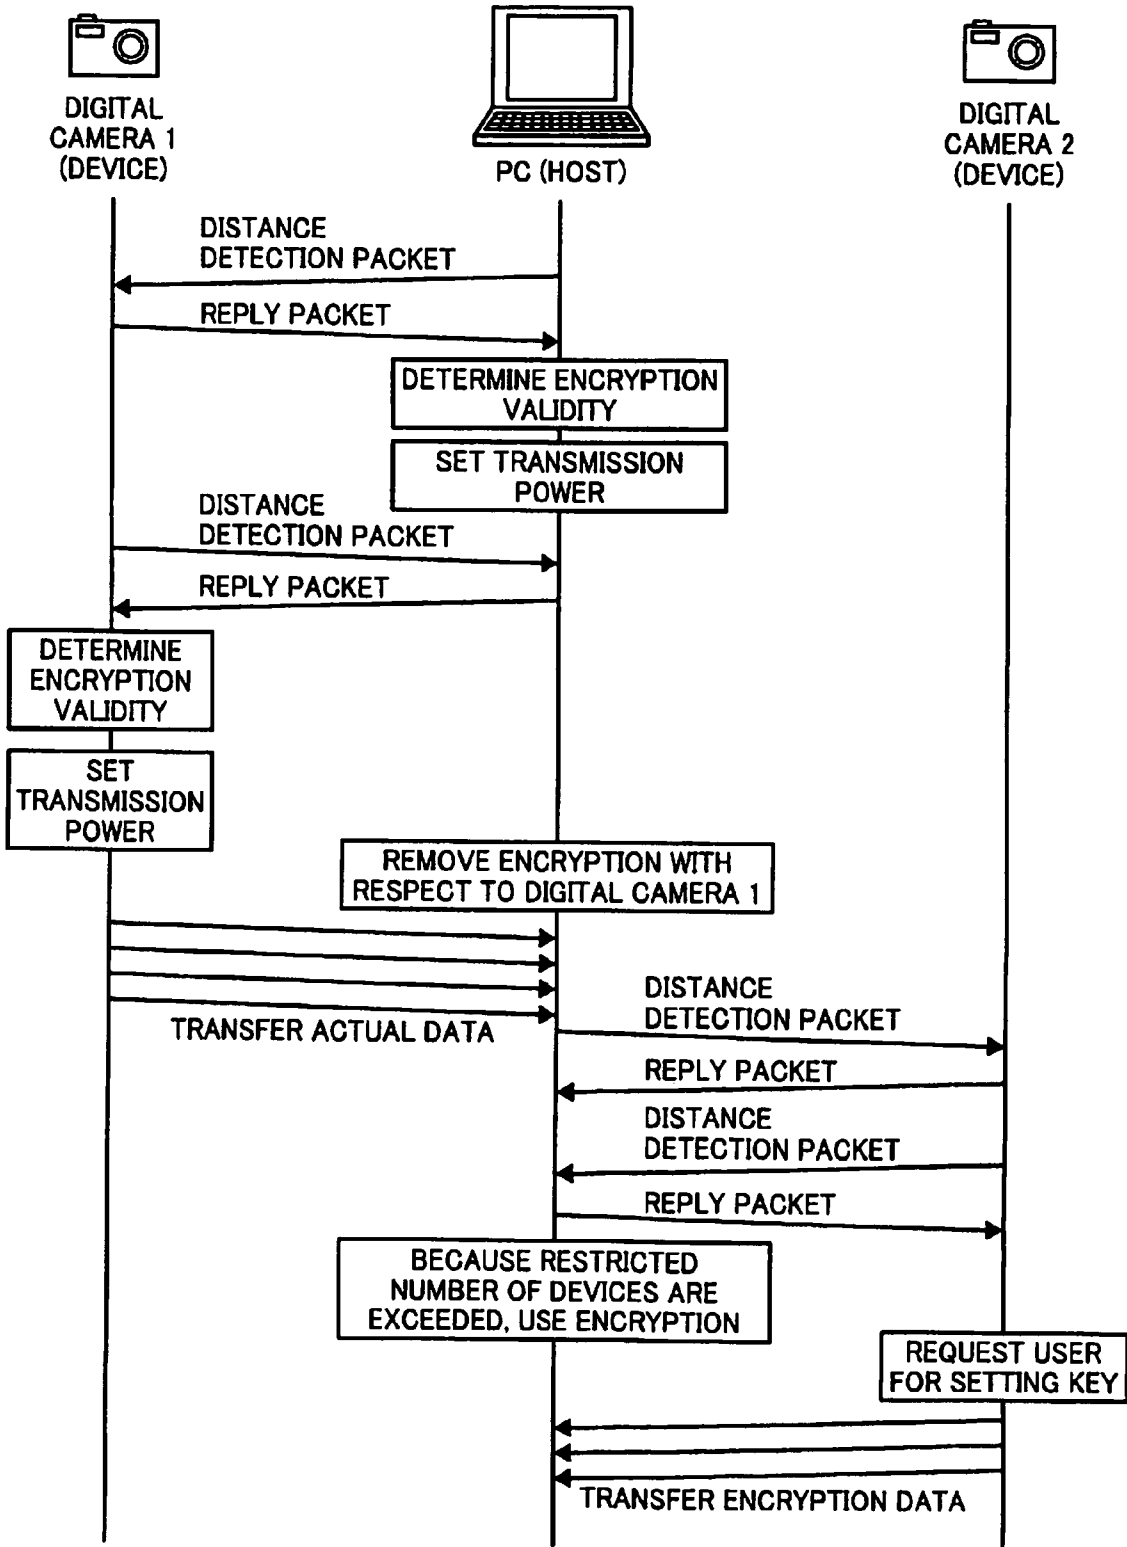 DIGITAL
CAMERA 1
(DEVICE)
PC (HOST)
DIGITAL
CAMERA 2
(DEVICE)
DISTANCE
DETECTION PACKET
REPLY PACKET
DETERMINE ENCRYPTION
VALIDITY
SET TRANSMISSION
POWER
DISTANCE
DETECTION PACKET
REPLY PACKET
DETERMINE
ENCRYPTION
VALIDITY
SET
TRANSMISSION
POWER
REMOVE ENCRYPTION WITH
RESPECT TO DIGITAL CAMERA 1
TRANSFER ACTUAL DATA
DISTANCE
DETECTION PACKET
REPLY PACKET
DISTANCE
DETECTION PACKET
REPLY PACKET
BECAUSE RESTRICTED
NUMBER OF DEVICES ARE
EXCEEDED, USE ENCRYPTION
REQUEST USER
FOR SETTING KEY
TRANSFER ENCRYPTION DATA